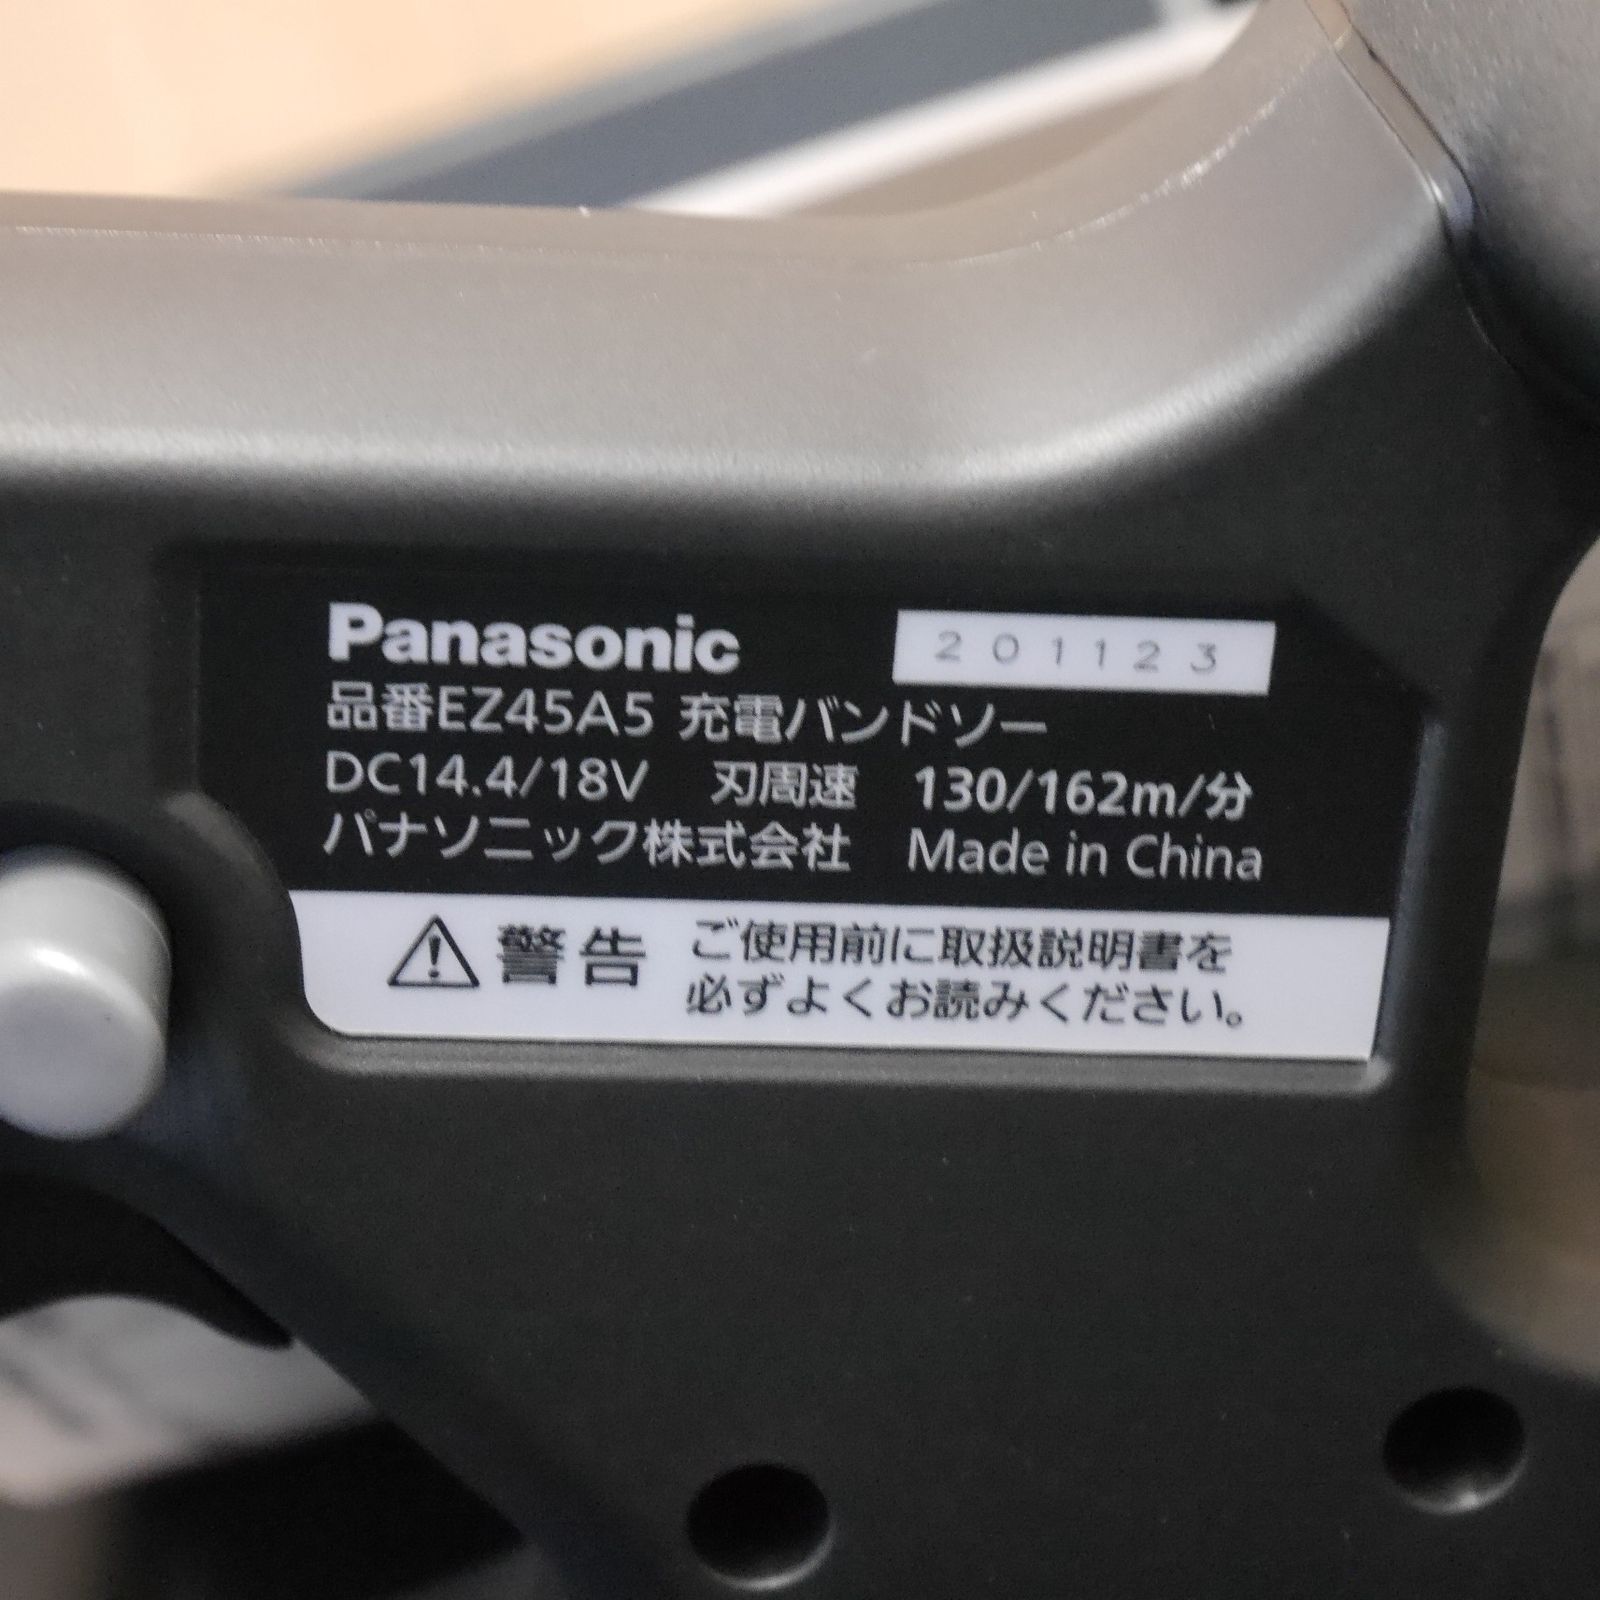 Panasonic 201123
品番EZ45A5 充電バンドソー
DC14.4/18V 刃周速 130/162m/分
パナソニック株式会社 Made in China
警告 ご使用前に取扱説明書を
必ずよくお読みください。